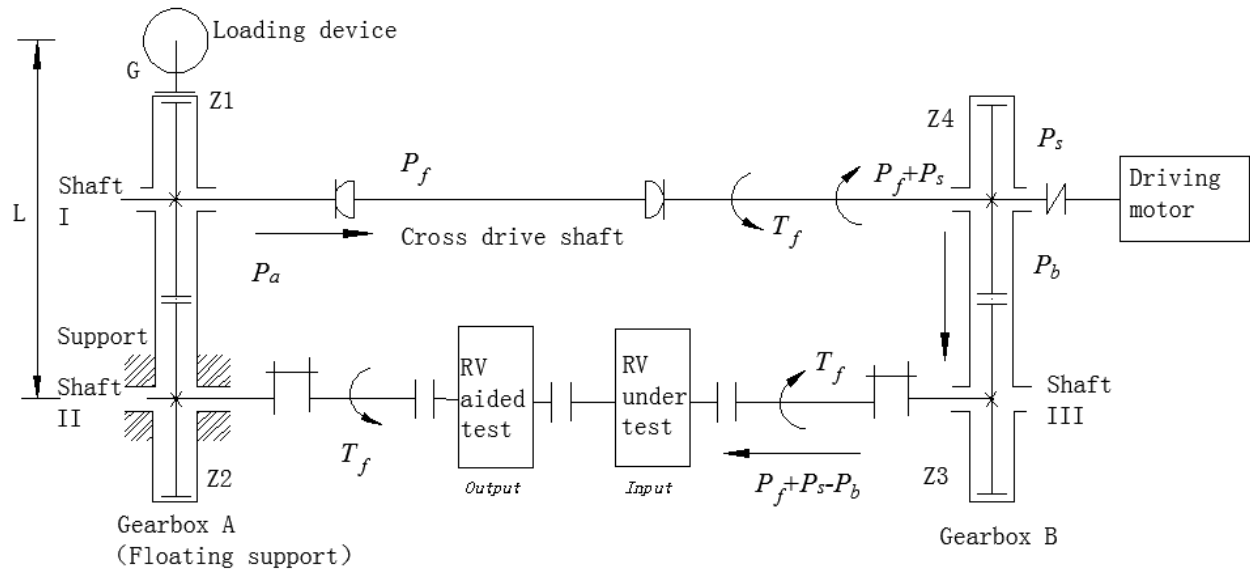 Loading device
G
Z1
Z4
P_s
Shaft
I
P_f
P_f+P_s
Driving
motor
L
T_f
Cross drive shaft
P_a
P_b
Support
Shaft
II
RV
aided
test
RV
under
test
T_f
Shaft
III
T_f
Z2
Output
Input
P_f+P_s-P_b
Z3
Gearbox A
(Floating support)
Gearbox B